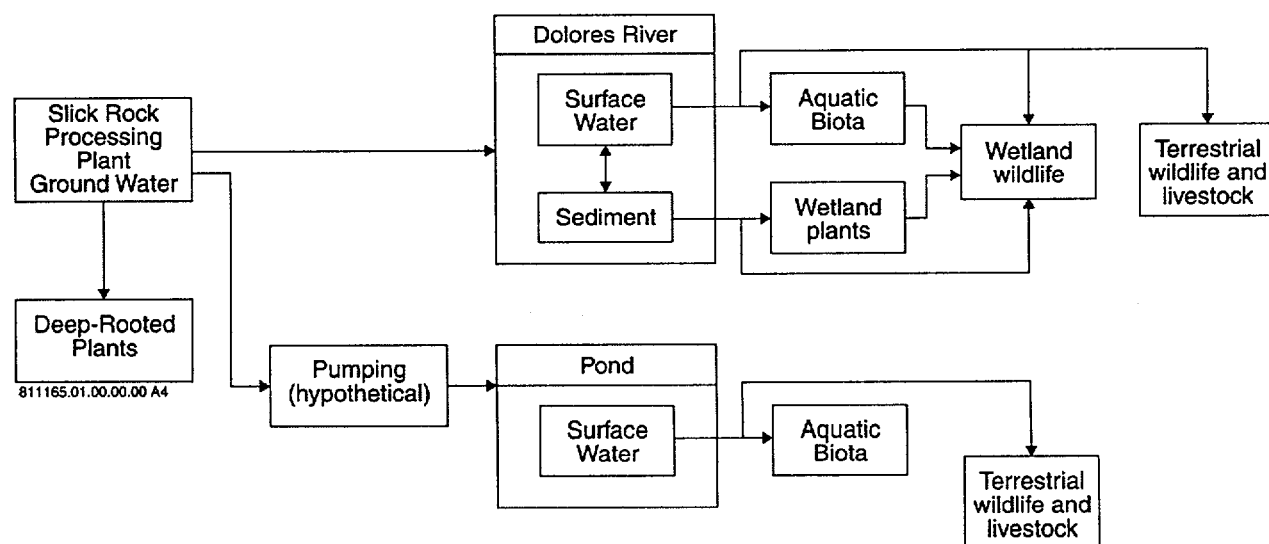 Dolores River
Slick Rock
Processing
Plant
Ground Water
Surface
Water
Sediment
Aquatic
Biota
Wetland
plants
Wetland
wildlife
Terrestrial
wildlife and
livestock
Deep-Rooted
Plants
811165.01.00.00.00 A4
Pumping
(hypothetical)
Pond
Surface
Water
Aquatic
Biota
Terrestrial
wildlife and
livestock